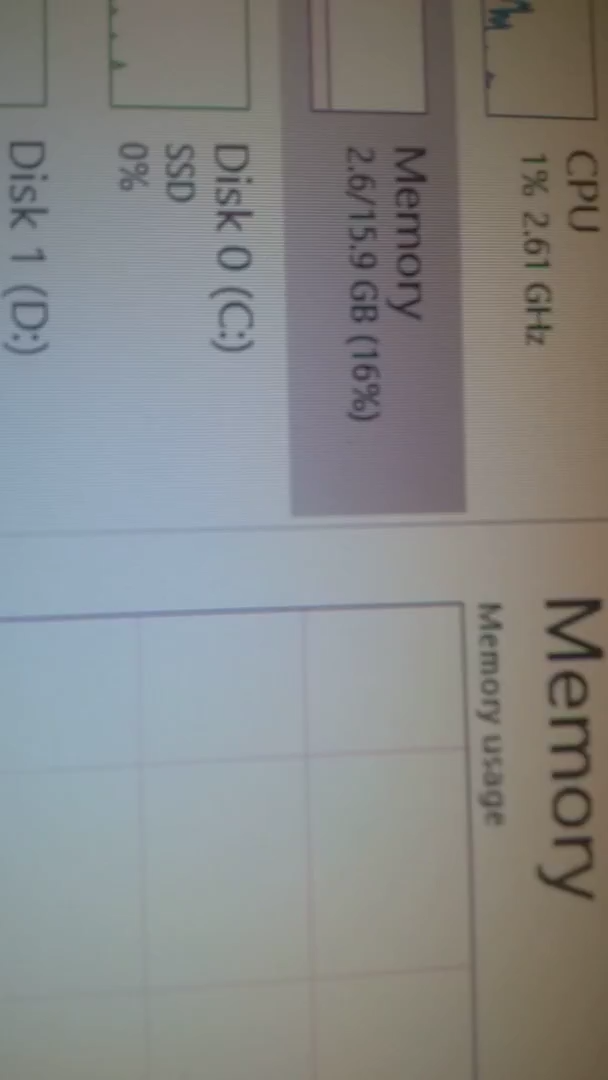 CPU
1% 2.61 GHz
Memory
2.6/15.9 GB (16%)
Disk 0 (C:)
SSD
0%
Disk 1 (D:)
Memory
Memory usage